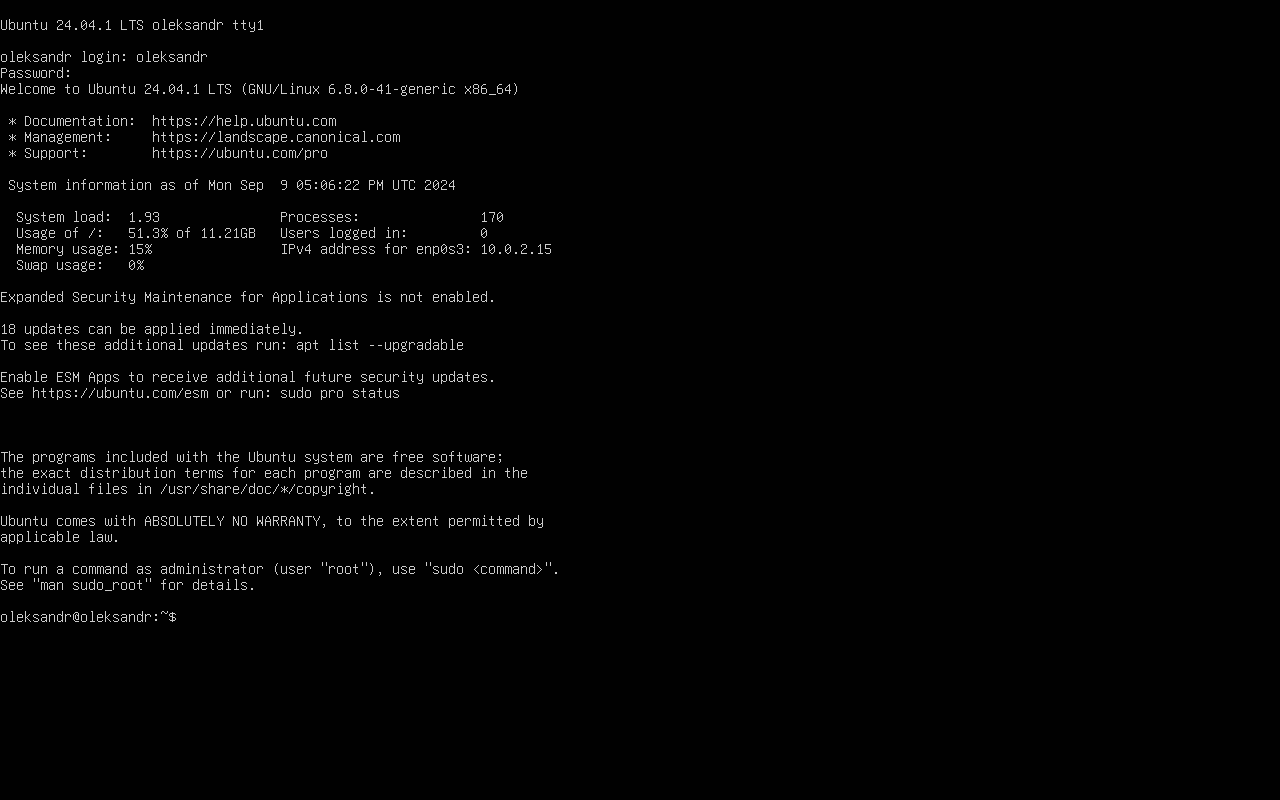 Ubuntu 24.04.1 LTS oleksandr tty1
oleksandr login: oleksandr
Password:
Welcome to Ubuntu 24.04.1 LTS (GNU/Linux 6.8.0-41-generic x86_64)
* Documentation:  https://help.ubuntu.com
* Management:     https://landscape.canonical.com
* Support:        https://ubuntu.com/pro
System information as of Mon Sep  9 05:06:22 PM UTC 2024
System load:  1.93               Processes:               170
Usage of /:   51.3% of 11.21GB   Users logged in:         0
Memory usage: 15%                IPv4 address for enp0s3: 10.0.2.15
Swap usage:   0%
Expanded Security Maintenance for Applications is not enabled.
18 updates can be applied immediately.
To see these additional updates run: apt list --upgradable
Enable ESM Apps to receive additional future security updates.
See https://ubuntu.com/esm or run: sudo pro status
The programs included with the Ubuntu system are free software;
the exact distribution terms for each program are described in the
individual files in /usr/share/doc/*/copyright.
Ubuntu comes with ABSOLUTELY NO WARRANTY, to the extent permitted by
applicable law.
To run a command as administrator (user "root"), use "sudo <command>".
See "man sudo_root" for details.
oleksandr@oleksandr:~$